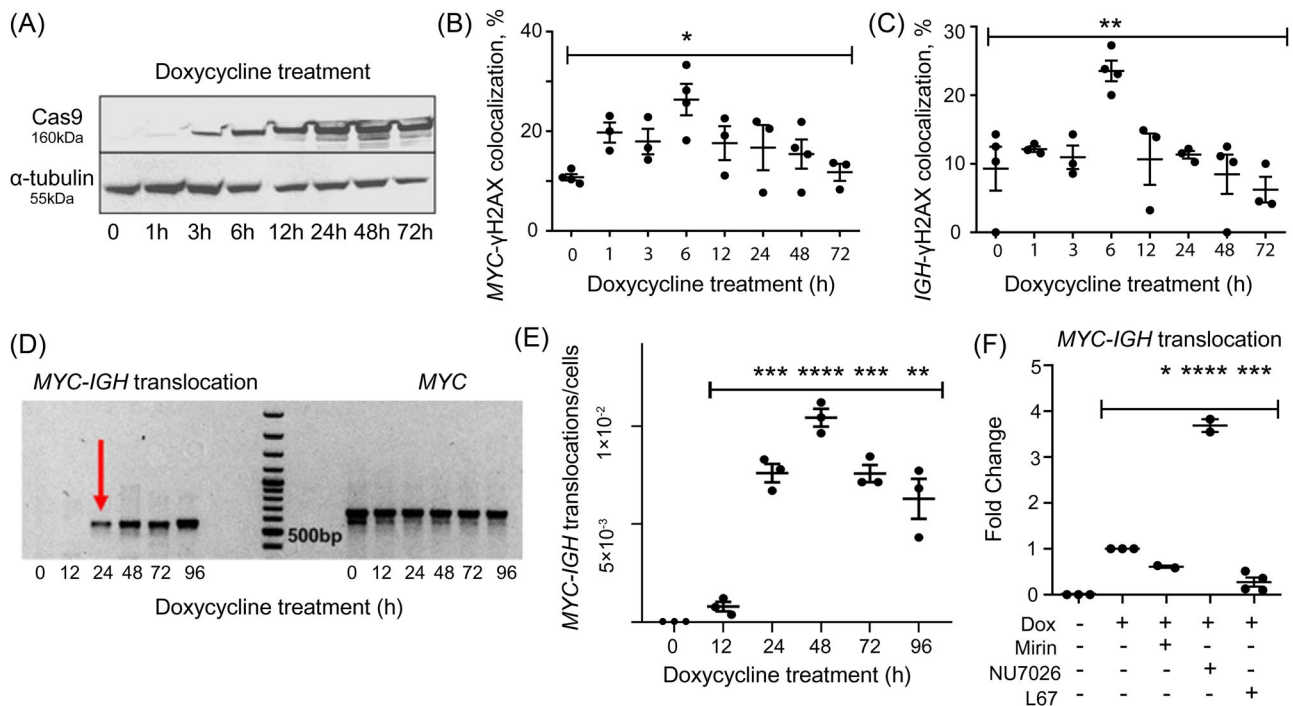 (A)
Doxycycline treatment
Cas9
160kDa
α-tubulin
55kDa
0 1h 3h 6h 12h 24h 48h 72h
(B)
MYC-γH2AX colocalization, %
40
20
0
*
0 1 3 6 12 24 48 72
Doxycycline treatment (h)
(C)
IGH-γH2AX colocalization, %
30
20
10
0
**
0 1 3 6 12 24 48 72
Doxycycline treatment (h)
(D)
MYC-IGH translocation MYC
500bp
0 12 24 48 72 96 0 12 24 48 72 96
Doxycycline treatment (h)
(E)
MYC-IGH translocations/cells
1×10⁻²
5×10⁻³
*** **** *** **
0 12 24 48 72 96
Doxycycline treatment (h)
(F)
MYC-IGH translocation
Fold Change
5
4
3
2
1
0
* **** ***
Dox - + + + +
Mirin - - + - -
NU7026 - - - + -
L67 - - - - +